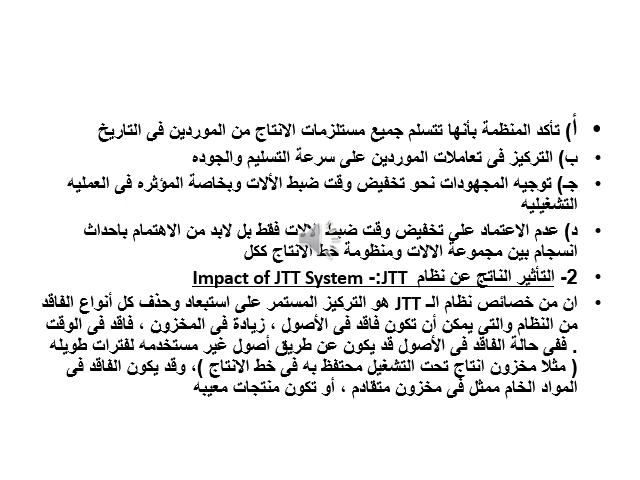 • أ) تأكد المنظمة بأنها تتسلم جميع مستلزمات الانتاج من الموردين فى التاريخ
• ب) التركيز فى تعاملات الموردين على سرعة التسليم والجوده
• جـ) توجيه المجهودات نحو تخفيض وقت ضبط الألات وبخاصة المؤثره فى العمليه
التشغيليه
• د) عدم الاعتماد على تخفيض وقت ضبط الالات فقط بل لابد من الاهتمام باحداث
انسجام بين مجموعة الالات ومنظومة خط الانتاج ككل
• 2- التأثير الناتج عن نظام JTT:- Impact of JTT System
• ان من خصائص نظام الـ JTT هو التركيز المستمر على استبعاد وحذف كل أنواع الفاقد
من النظام والتى يمكن أن تكون فاقد فى الأصول ، زيادة فى المخزون ، فاقد فى الوقت
. ففى حالة الفاقد فى الأصول قد يكون عن طريق أصول غير مستخدمه لفترات طويله
( مثلا مخزون انتاج تحت التشغيل محتفظ به فى خط الانتاج )، وقد يكون الفاقد فى
المواد الخام ممثل فى مخزون متقادم ، أو تكون منتجات معيبه